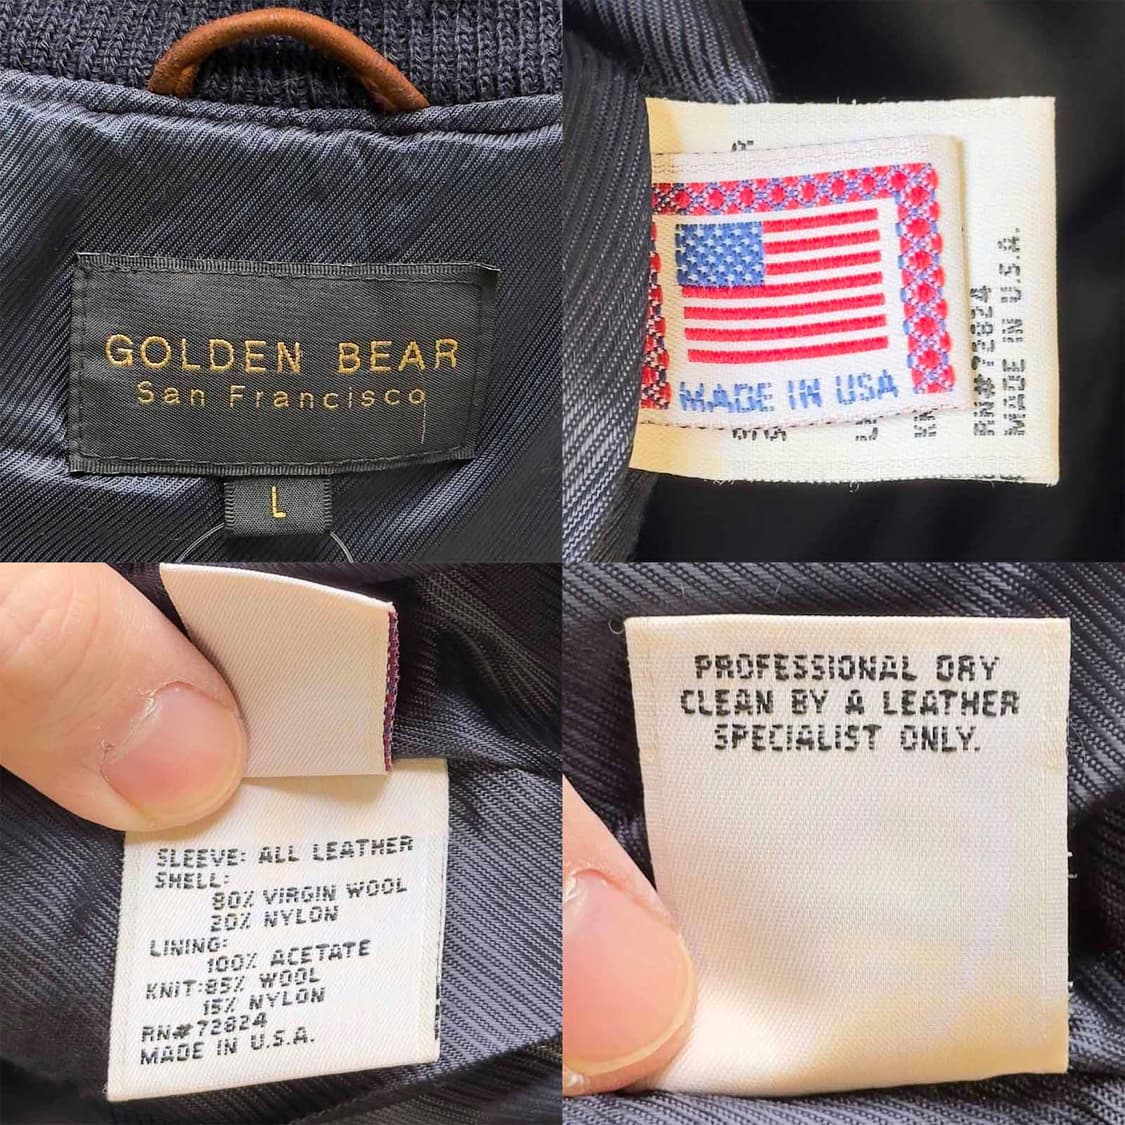 GOLDEN BEAR
San Francisco
L
MADE IN USA
RN#72824
MADE IN U.S.A.
SLEEVE: ALL LEATHER
SHELL:
80% VIRGIN WOOL
20% NYLON
LINING:
100% ACETATE
KNIT:85% WOOL
15% NYLON
RN#72824
MADE IN U.S.A.
PROFESSIONAL DRY
CLEAN BY A LEATHER
SPECIALIST ONLY.